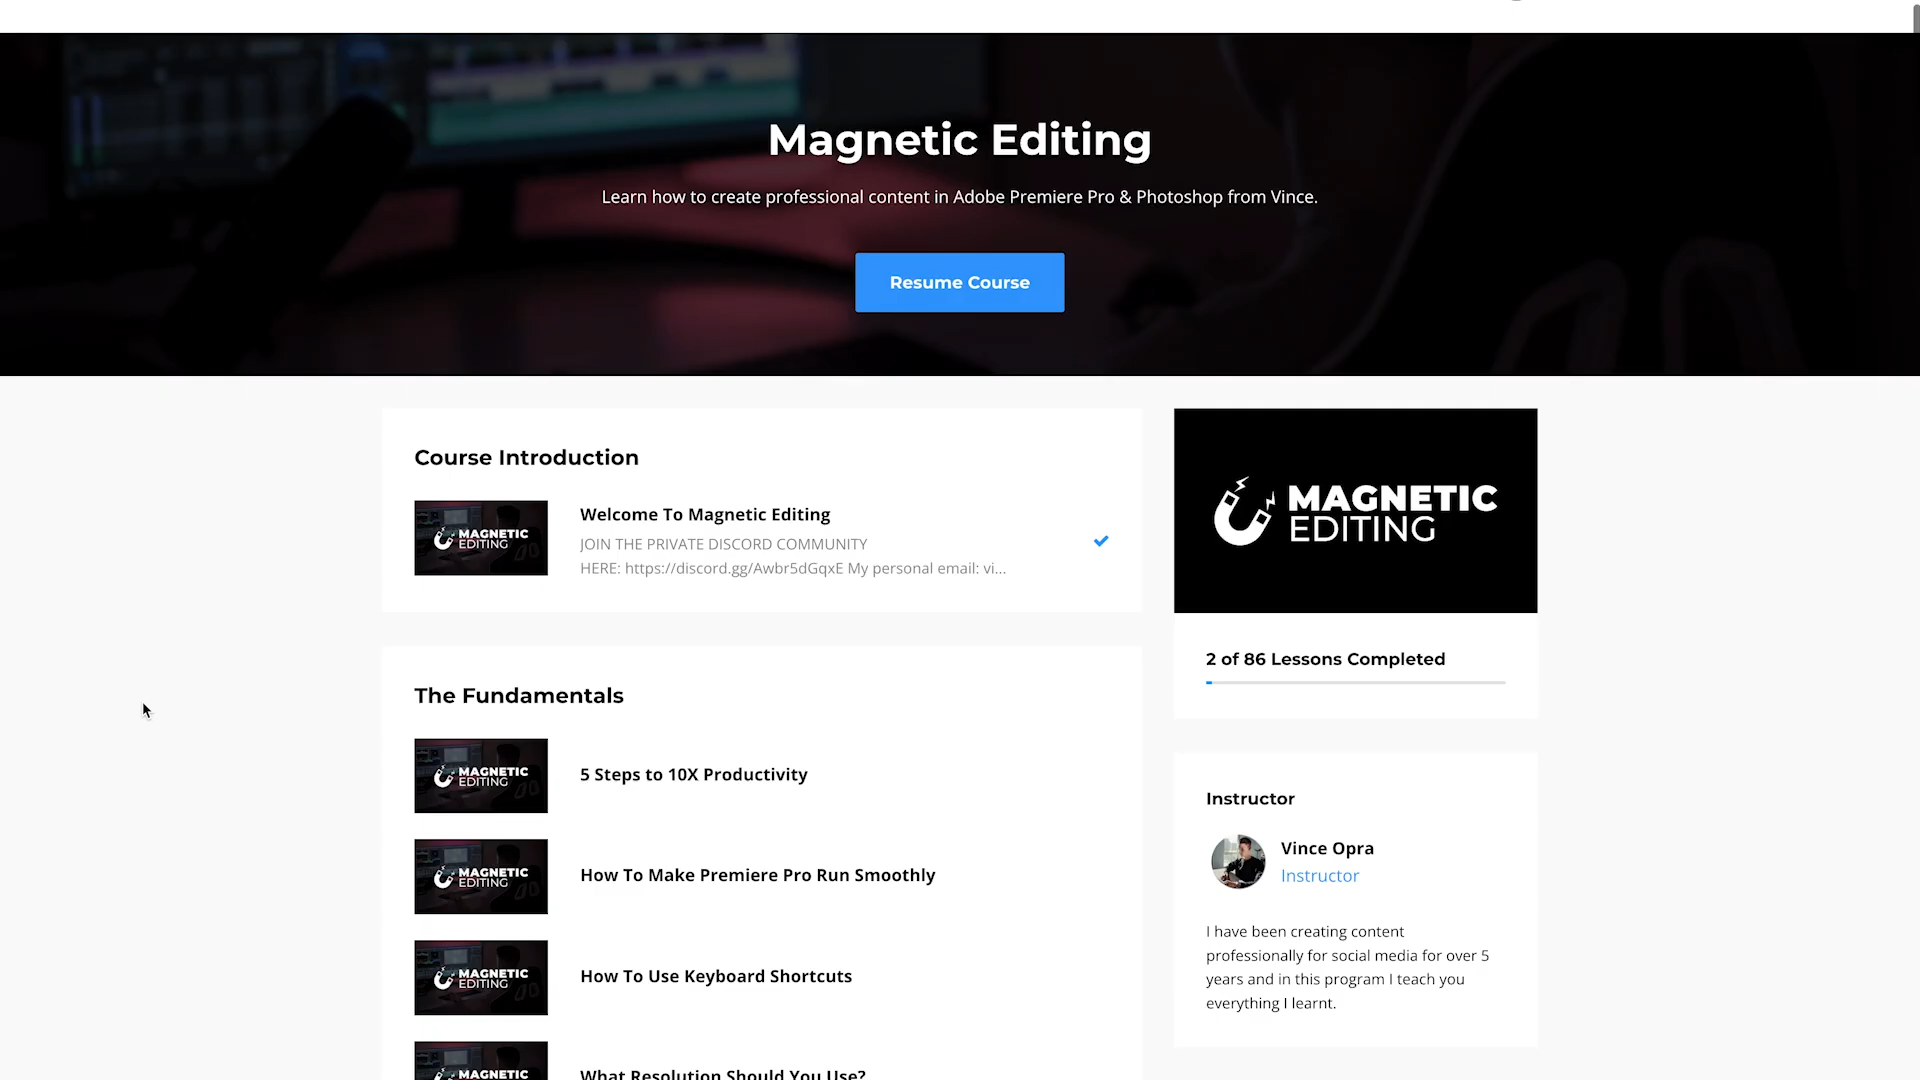 Magnetic Editing
Learn how to create professional content in Adobe Premiere Pro & Photoshop from Vince.
Resume Course
Course Introduction
MAGNETIC
EDITING
Welcome To Magnetic Editing
JOIN THE PRIVATE DISCORD COMMUNITY
HERE: https://discord.gg/Awbr5dGqxE My personal email: vi...
The Fundamentals
MAGNETIC
EDITING
5 Steps to 10X Productivity
MAGNETIC
EDITING
How To Make Premiere Pro Run Smoothly
MAGNETIC
EDITING
How To Use Keyboard Shortcuts
MAGNETIC
What Resolution Should You Use?
MAGNETIC
EDITING
2 of 86 Lessons Completed
Instructor
Vince Opra
Instructor
I have been creating content
professionally for social media for over 5
years and in this program I teach you
everything I learnt.